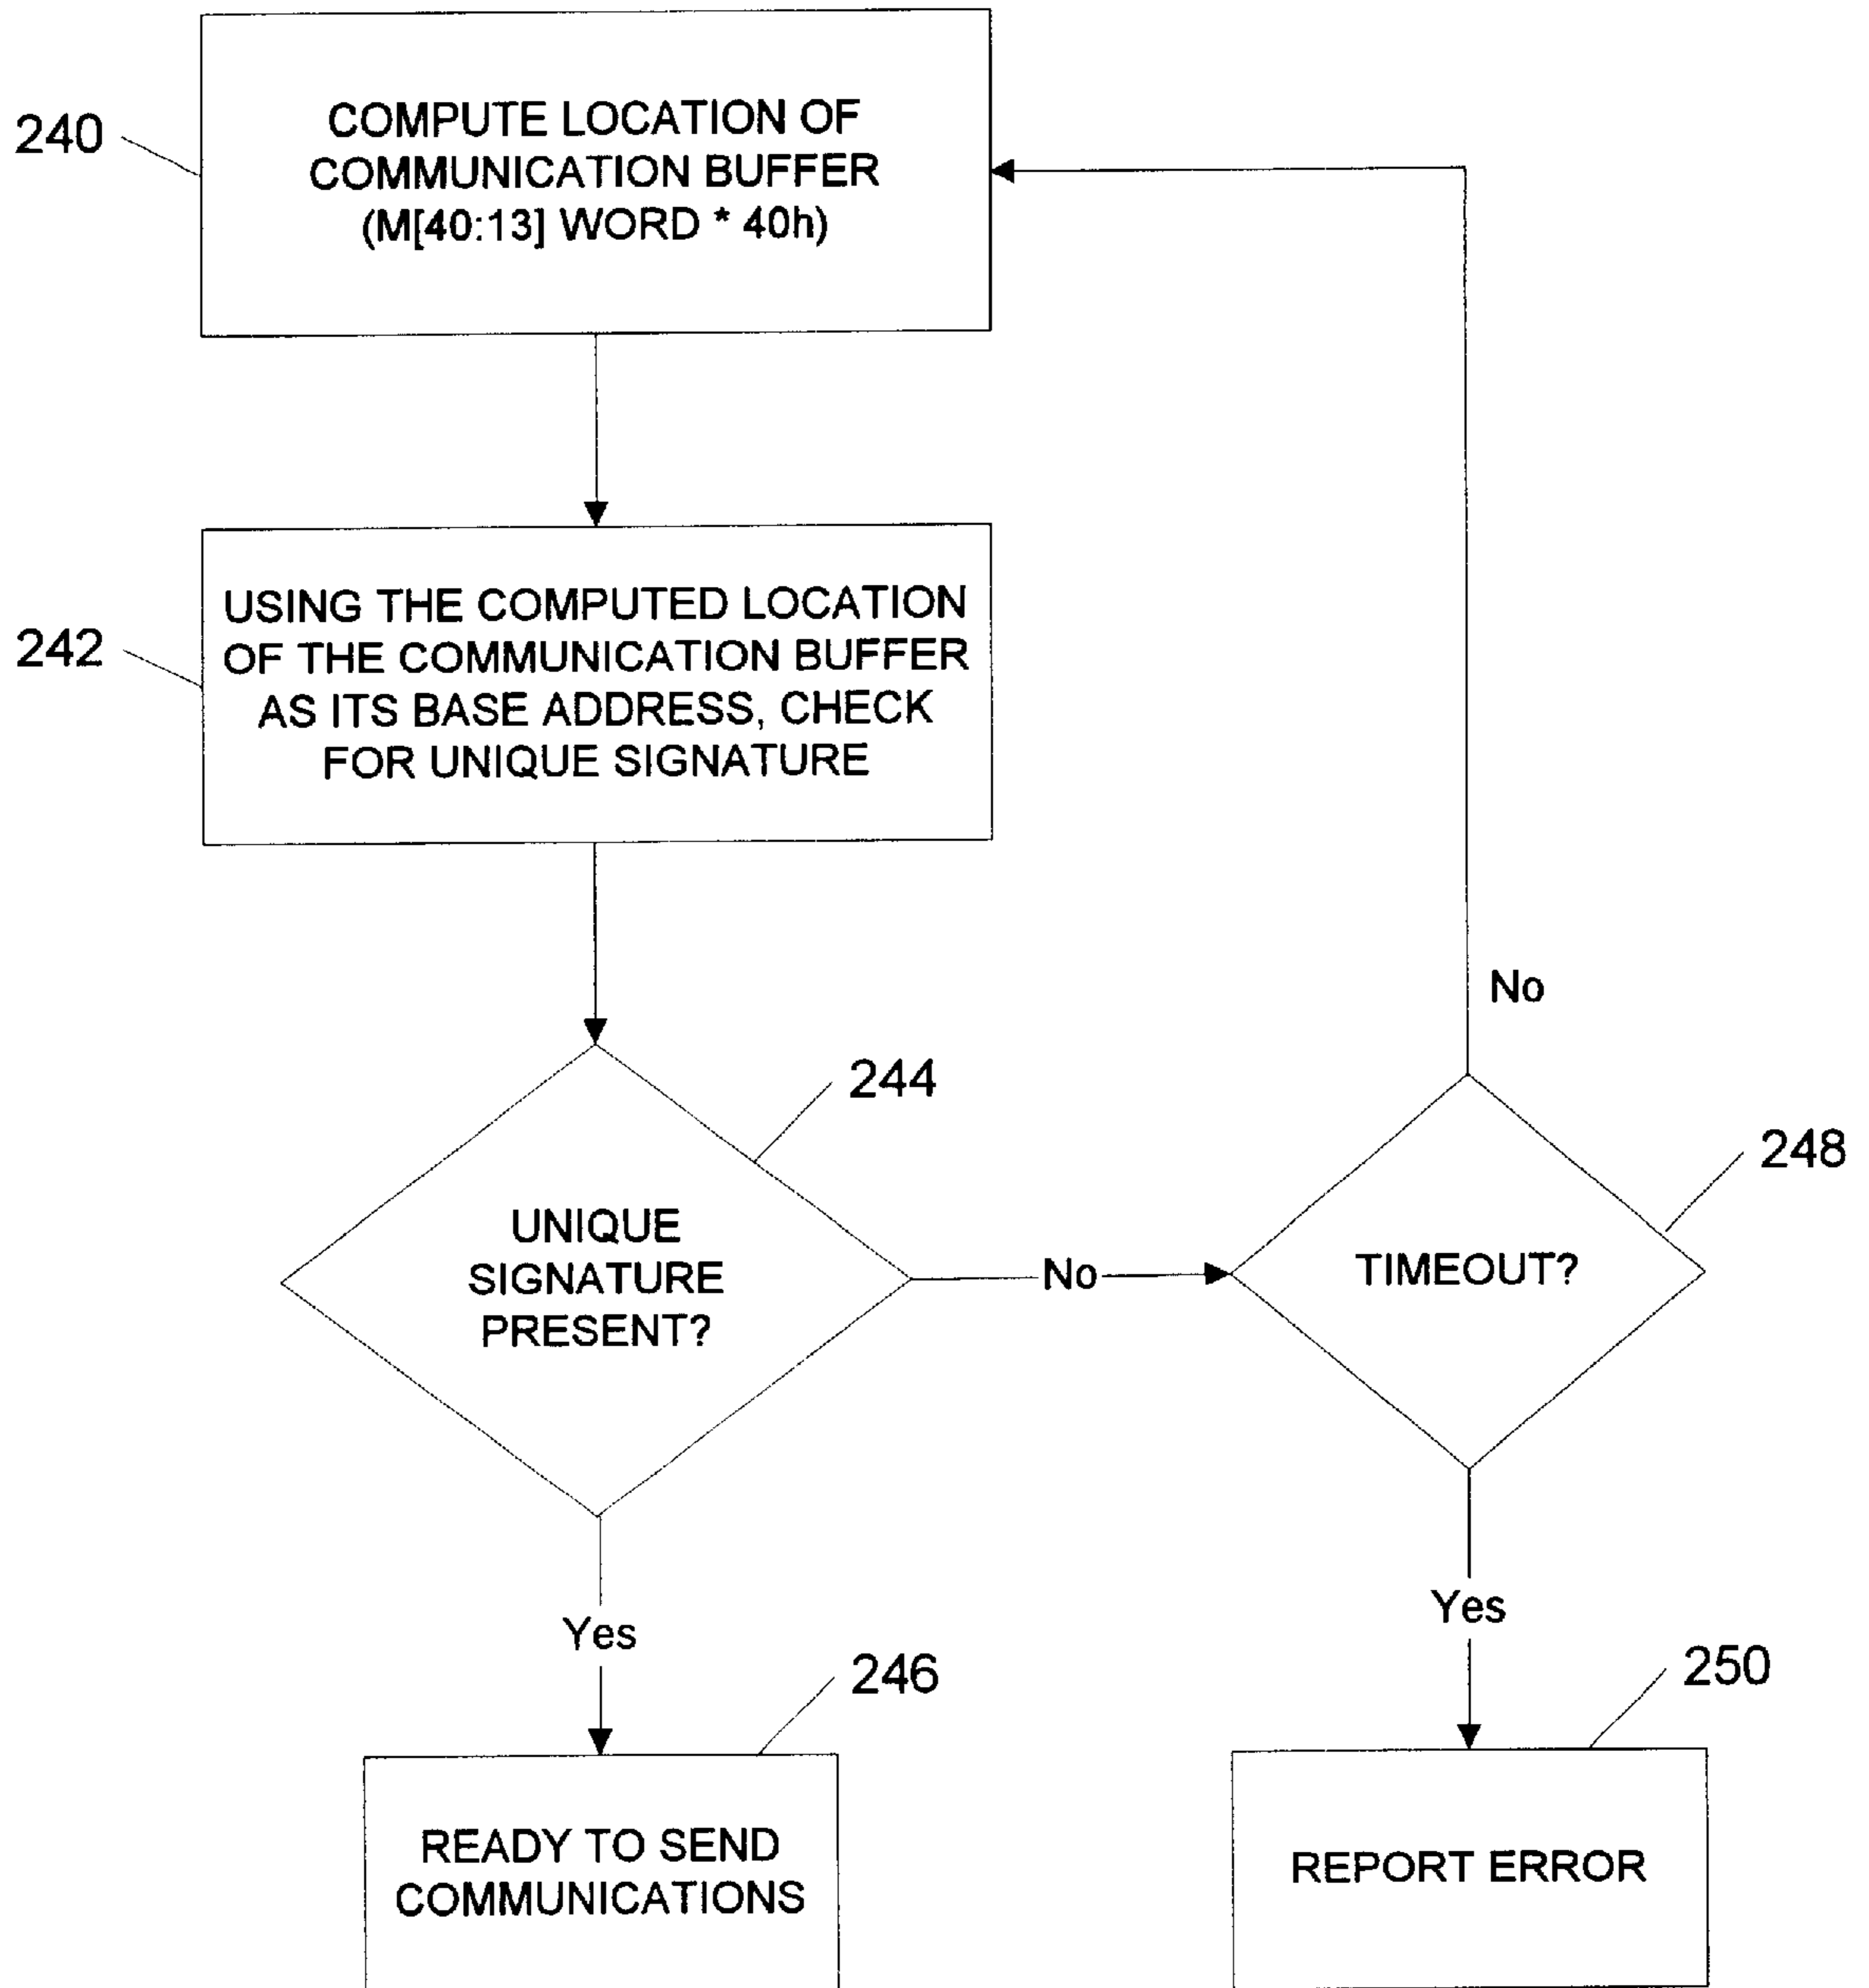 240
COMPUTE LOCATION OF
COMMUNICATION BUFFER
(M[40:13] WORD * 40h)
242
USING THE COMPUTED LOCATION
OF THE COMMUNICATION BUFFER
AS ITS BASE ADDRESS, CHECK
FOR UNIQUE SIGNATURE
No
244
248
UNIQUE
SIGNATURE
PRESENT?
No
TIMEOUT?
Yes
Yes
246
250
READY TO SEND
COMMUNICATIONS
REPORT ERROR